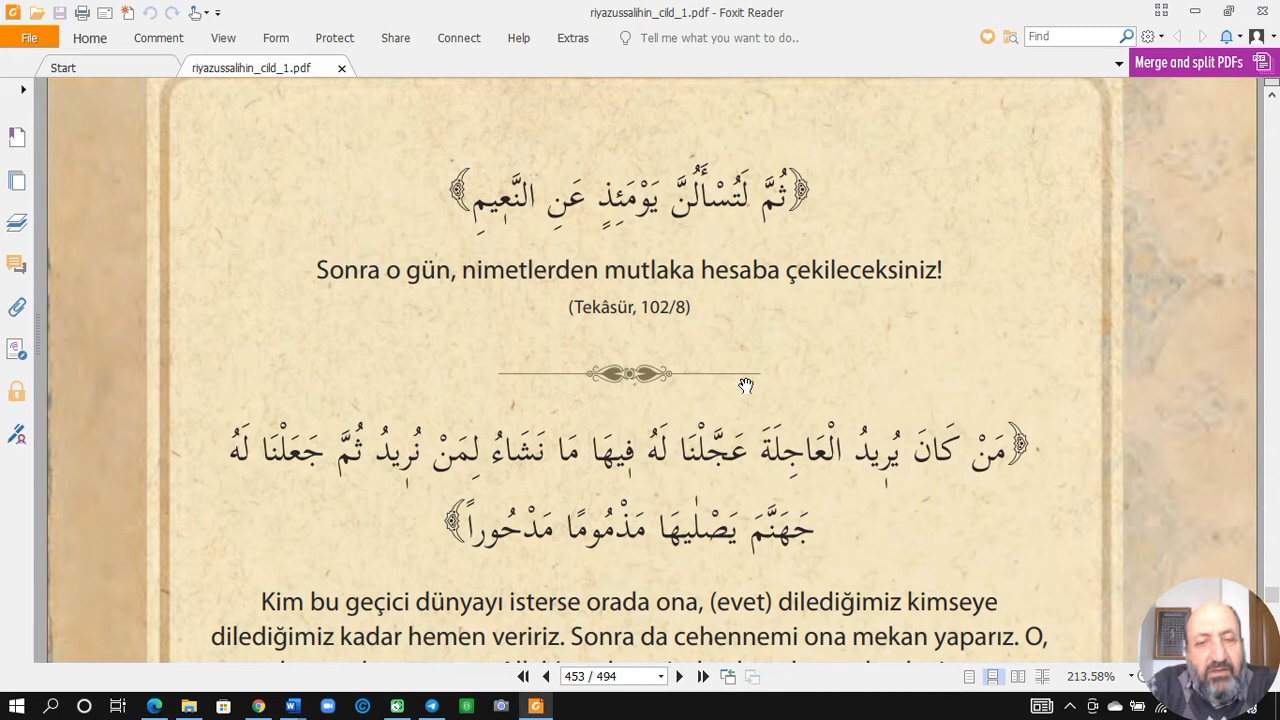 riyazussalihin_cild_1.pdf - Foxit Reader
File Home Comment View Form Protect Share Connect Help Extras Tell me what you want to do.. Find
Start riyazussalihin_cild_1.pdf Merge and split PDFs
﴿ثُمَّ لَتُسْأَلُنَّ يَوْمَئِذٍ عَنِ النَّع۪يمِ﴾
Sonra o gün, nimetlerden mutlaka hesaba çekileceksiniz!
(Tekâsür, 102/8)
﴿مَنْ كَانَ يُر۪يدُ الْعَاجِلَةَ عَجَّلْنَا لَهُ ف۪يهَا مَا نَشَاءُ لِمَنْ نُر۪يدُ ثُمَّ جَعَلْنَا لَهُ
جَهَنَّمَ يَصْلٰيهَا مَذْمُومًا مَدْحُوراً﴾
Kim bu geçici dünyayı isterse orada ona, (evet) dilediğimiz kimseye
dilediğimiz kadar hemen veririz. Sonra da cehennemi ona mekan yaparız. O,
453 / 494 213.58%